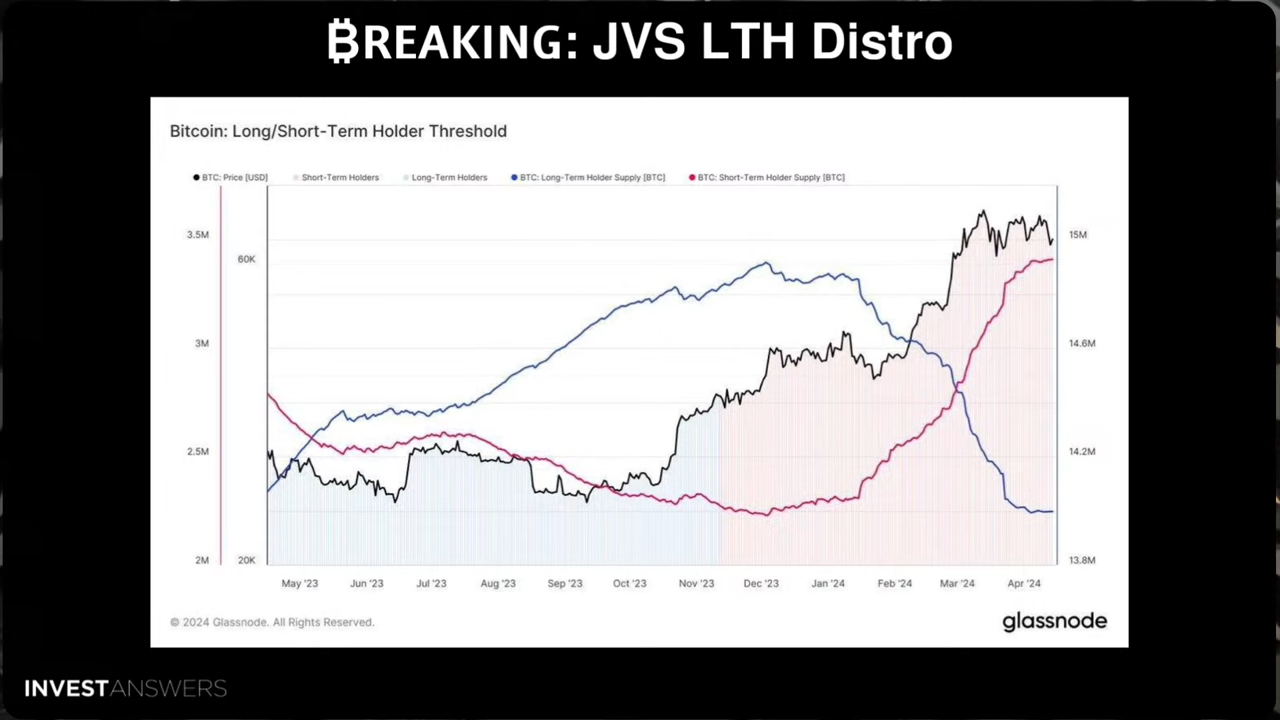 ₿REAKING: JVS LTH Distro
Bitcoin: Long/Short-Term Holder Threshold
BTC: Price [USD] Short-Term Holders Long-Term Holders BTC: Long-Term Holder Supply [BTC] BTC: Short-Term Holder Supply [BTC]
3.5M 15M
60K
3M 14.6M
2.5M 14.2M
2M 20K 13.8M
May '23 Jun '23 Jul '23 Aug '23 Sep '23 Oct '23 Nov '23 Dec '23 Jan '24 Feb '24 Mar '24 Apr '24
© 2024 Glassnode. All Rights Reserved. glassnode
INVESTANSWERS